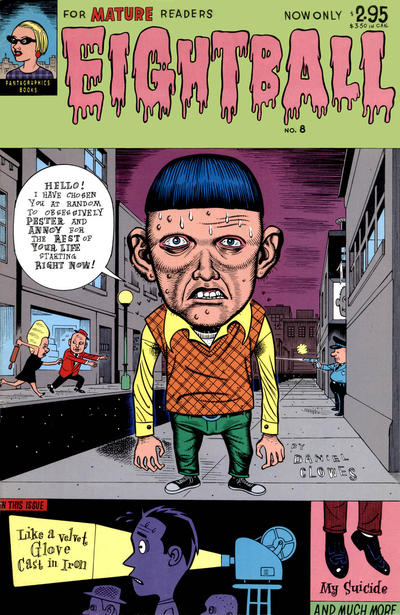 FOR MATURE READERS
NOW ONLY $2.95
$3.50 IN CAN.
FANTAGRAPHICS
BOOKS
EIGHTBALL
NO. 8
HELLO!
I HAVE CHOSEN
YOU AT RANDOM
TO OBSESSIVELY
PESTER AND
ANNOY FOR
THE REST OF
YOUR LIFE
STARTING
RIGHT NOW!
BY
DANIEL
CLOWES
IN THIS ISSUE
Like a Velvet
Glove
Cast in Iron
My Suicide
AND MUCH MORE